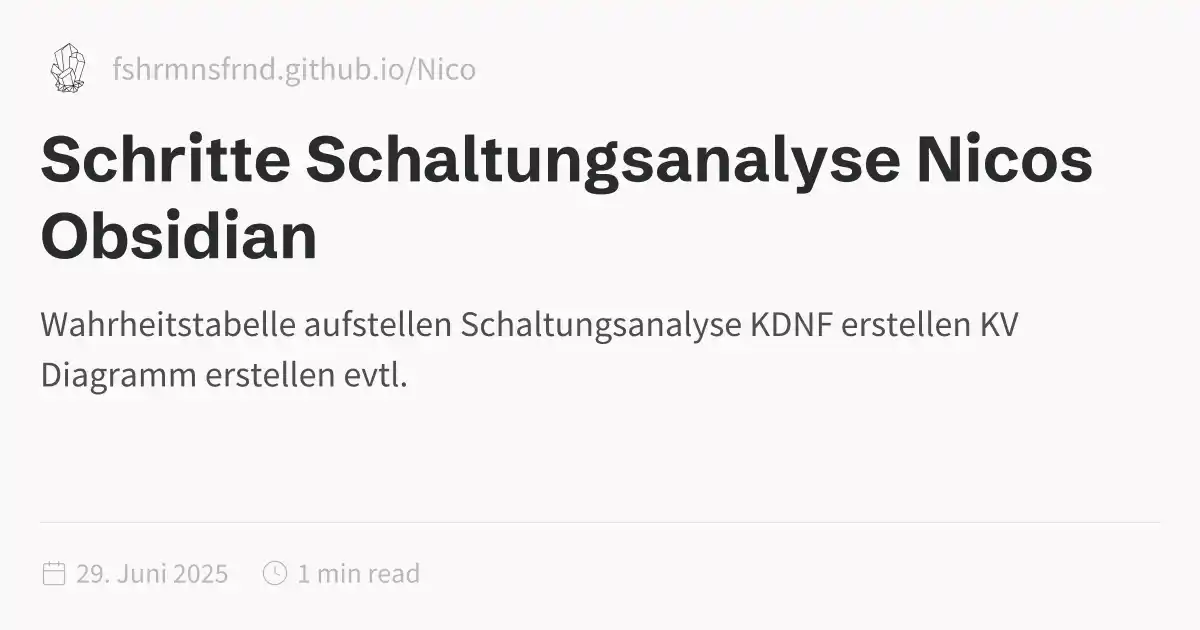 fshrmnsfrnd.github.io/Nico
Schritte Schaltungsanalyse Nicos
Obsidian
Wahrheitstabelle aufstellen Schaltungsanalyse KDNF erstellen KV
Diagramm erstellen evtl.
29. Juni 2025 1 min read